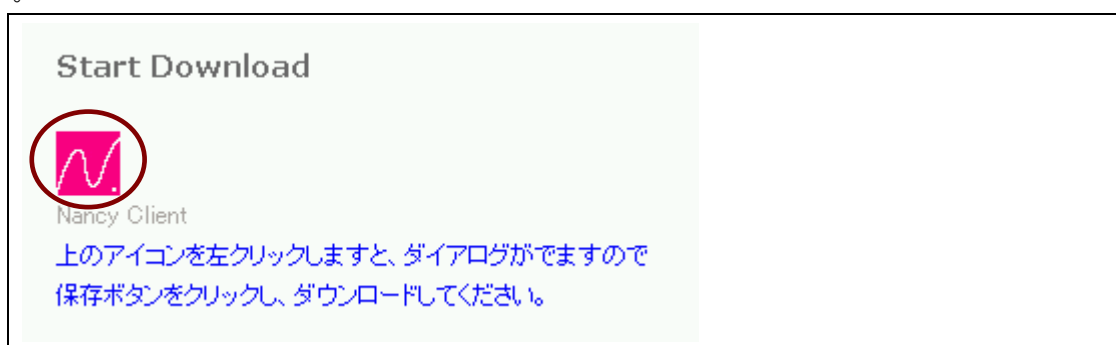 。
Start Download
N.
Nancy Client
上のアイコンを左クリックしますと、ダイアログがでますので
保存ボタンをクリックし、ダウンロードしてください。